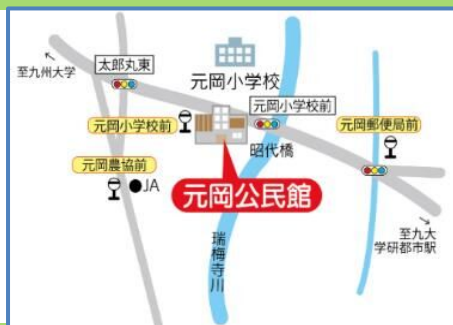 至九州大学
太郎丸東
元岡小学校
元岡小学校前
元岡小学校前
元岡郵便局前
昭代橋
元岡農協前
●JA
元岡公民館
瑞梅寺川
至九大
学研都市駅